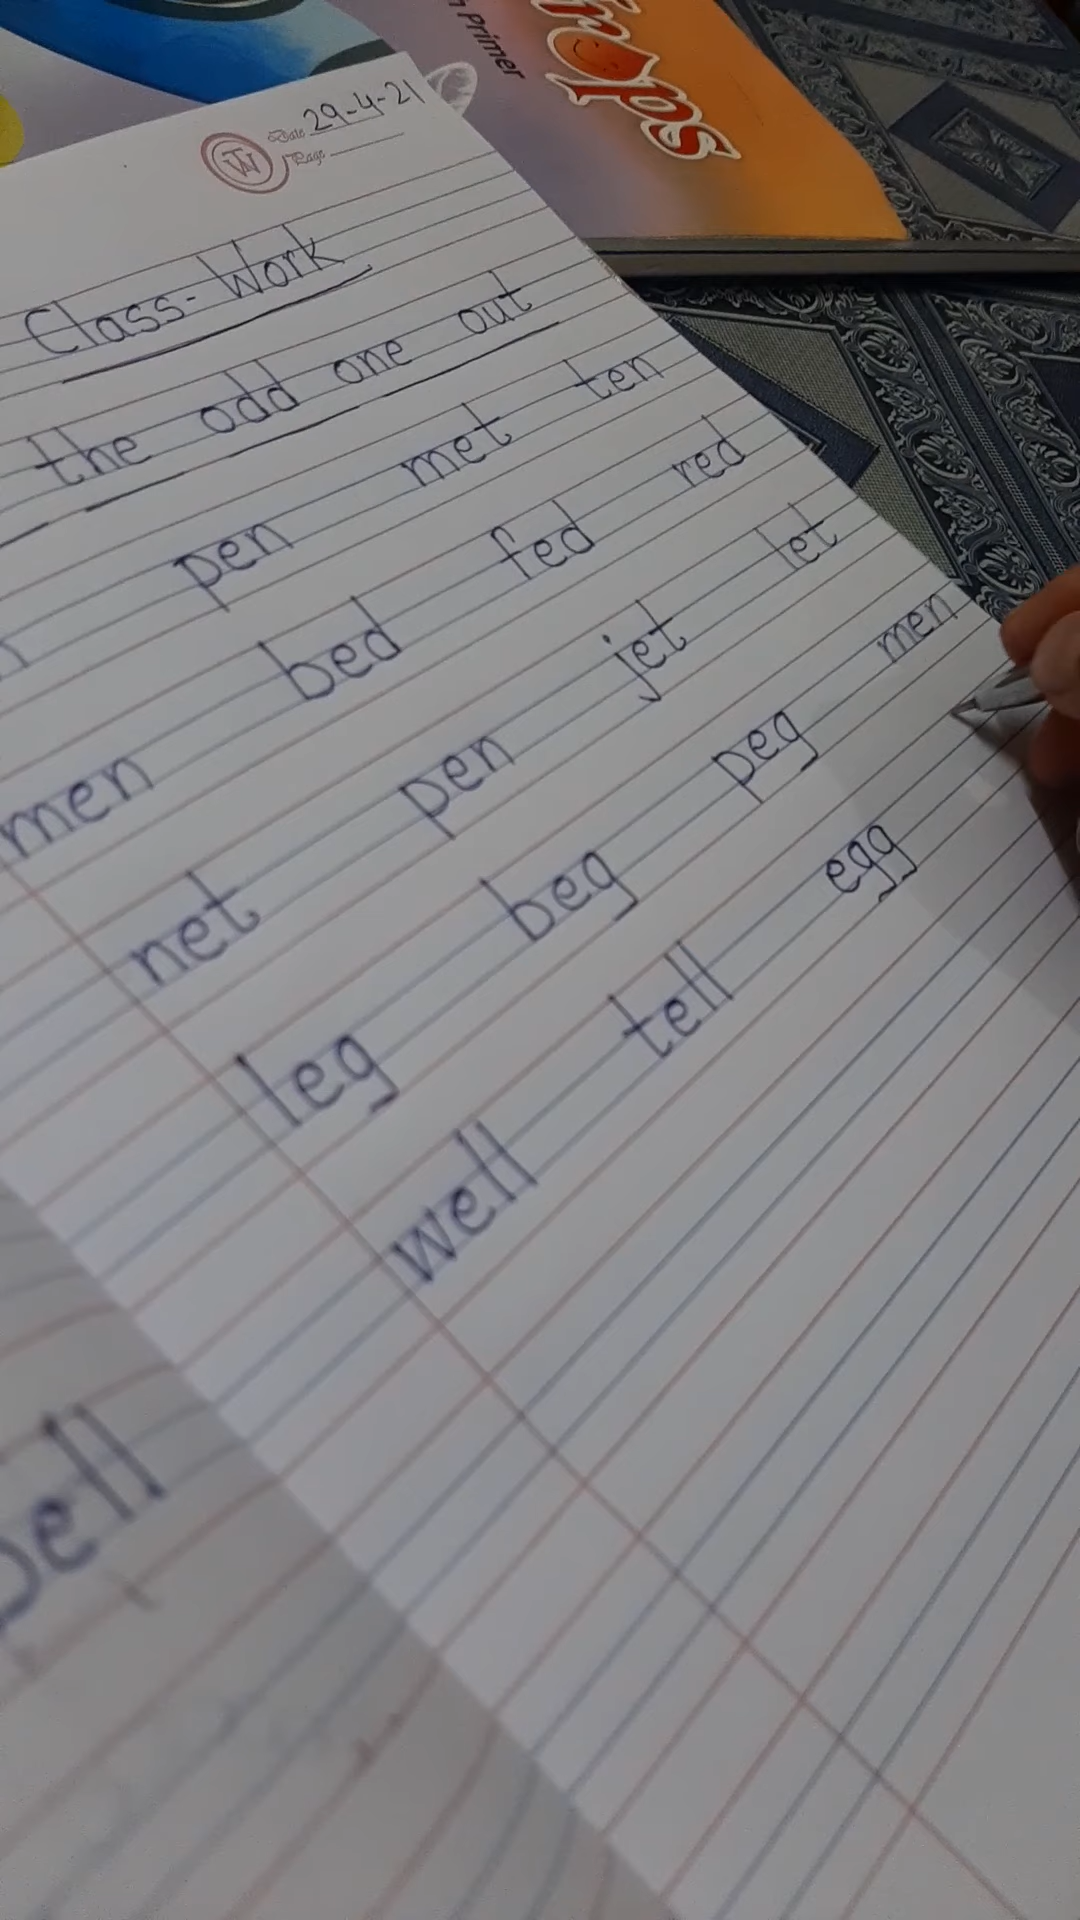 Primer
Date 29-4-21
Page
Class-Work
the odd one out
pen met ten
men bed fed red
net pen jet let
leg beg peg men
well tell egg